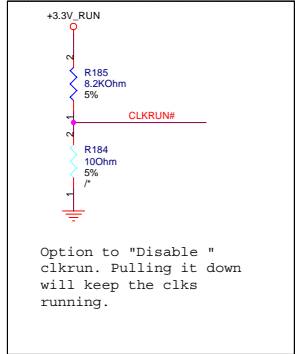 +3.3V_RUN
2
R185
8.2KOhm
5%
1
CLKRUN#
2
R184
10Ohm
5%
/*
1
Option to "Disable "
clkrun. Pulling it down
will keep the clks
running.